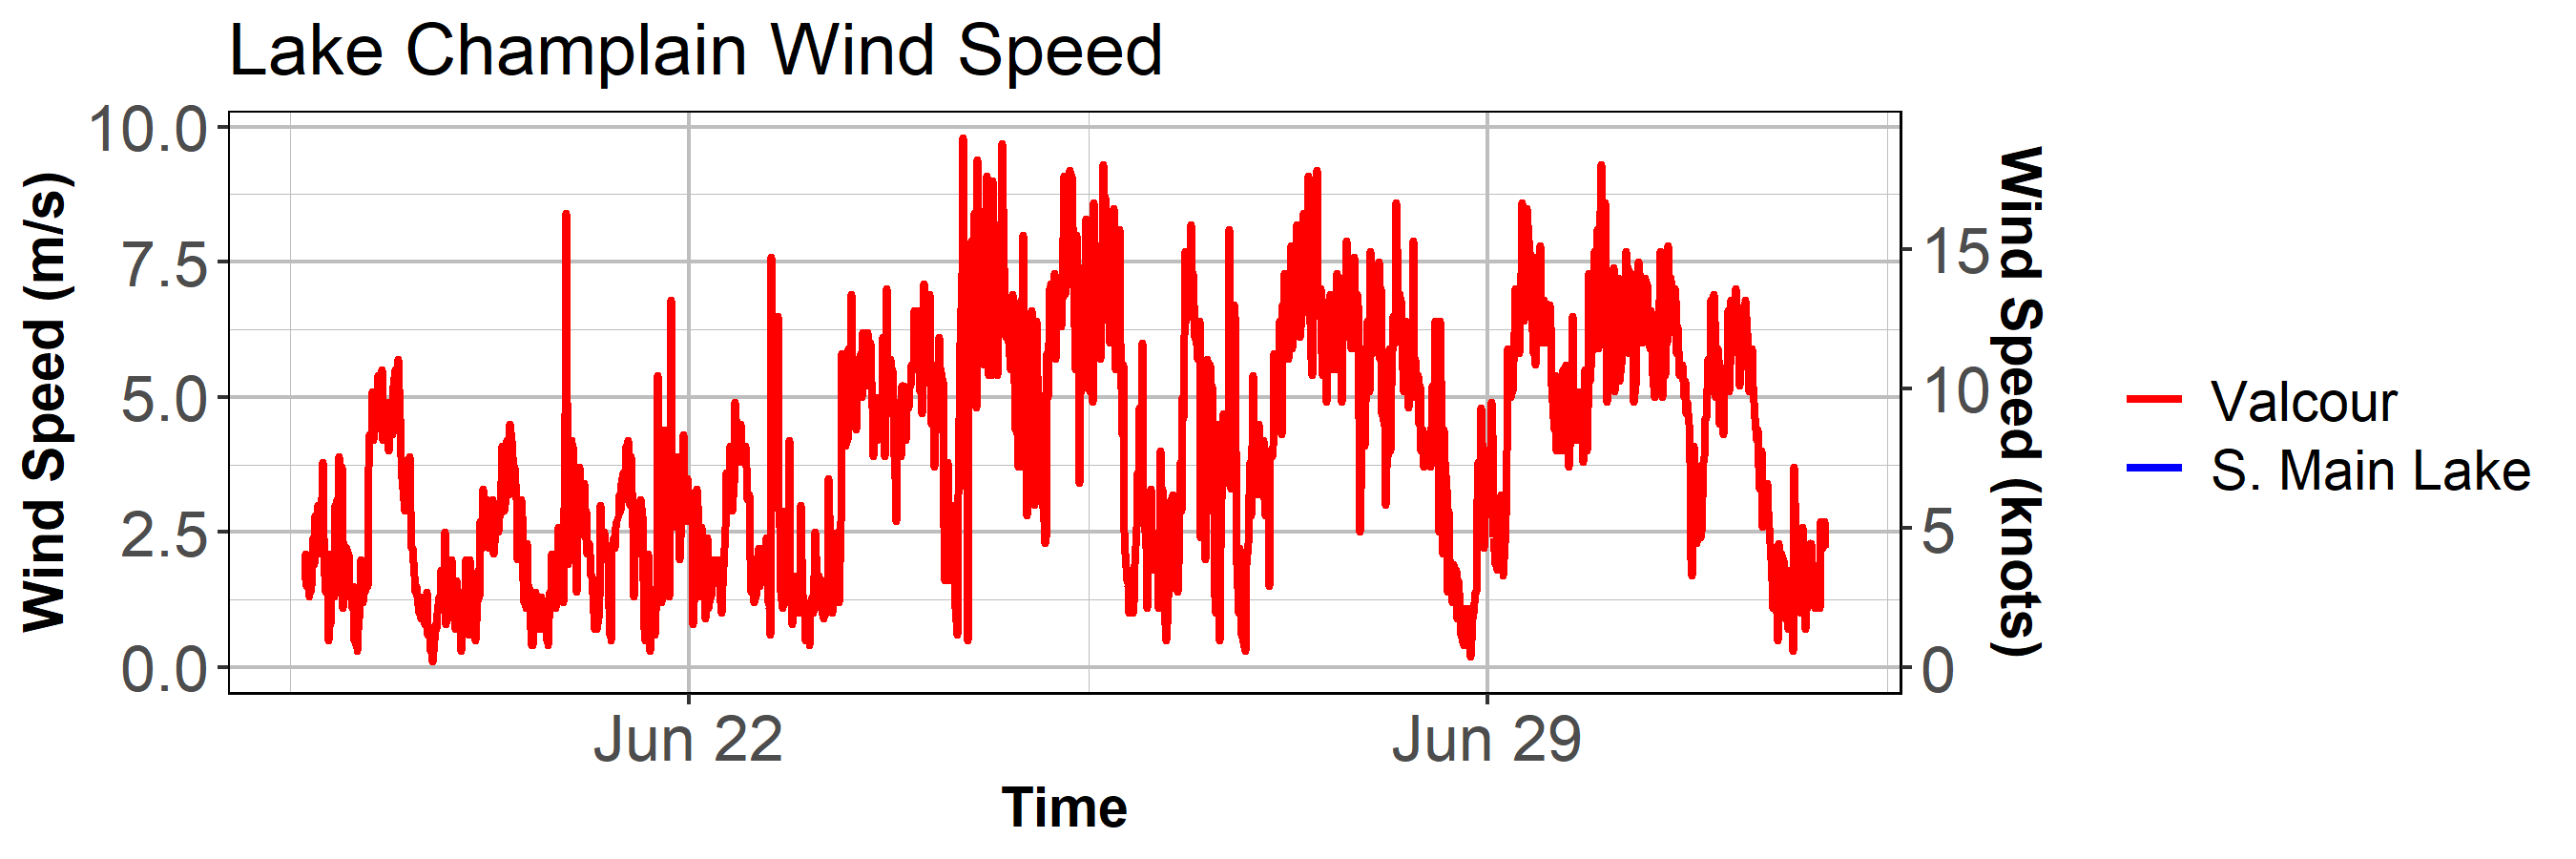 Lake Champlain Wind Speed
Wind Speed (m/s)
10.0
7.5
5.0
2.5
0.0
15
10
5
0
Wind Speed (knots)
Jun 22
Jun 29
Time
Valcour
S. Main Lake